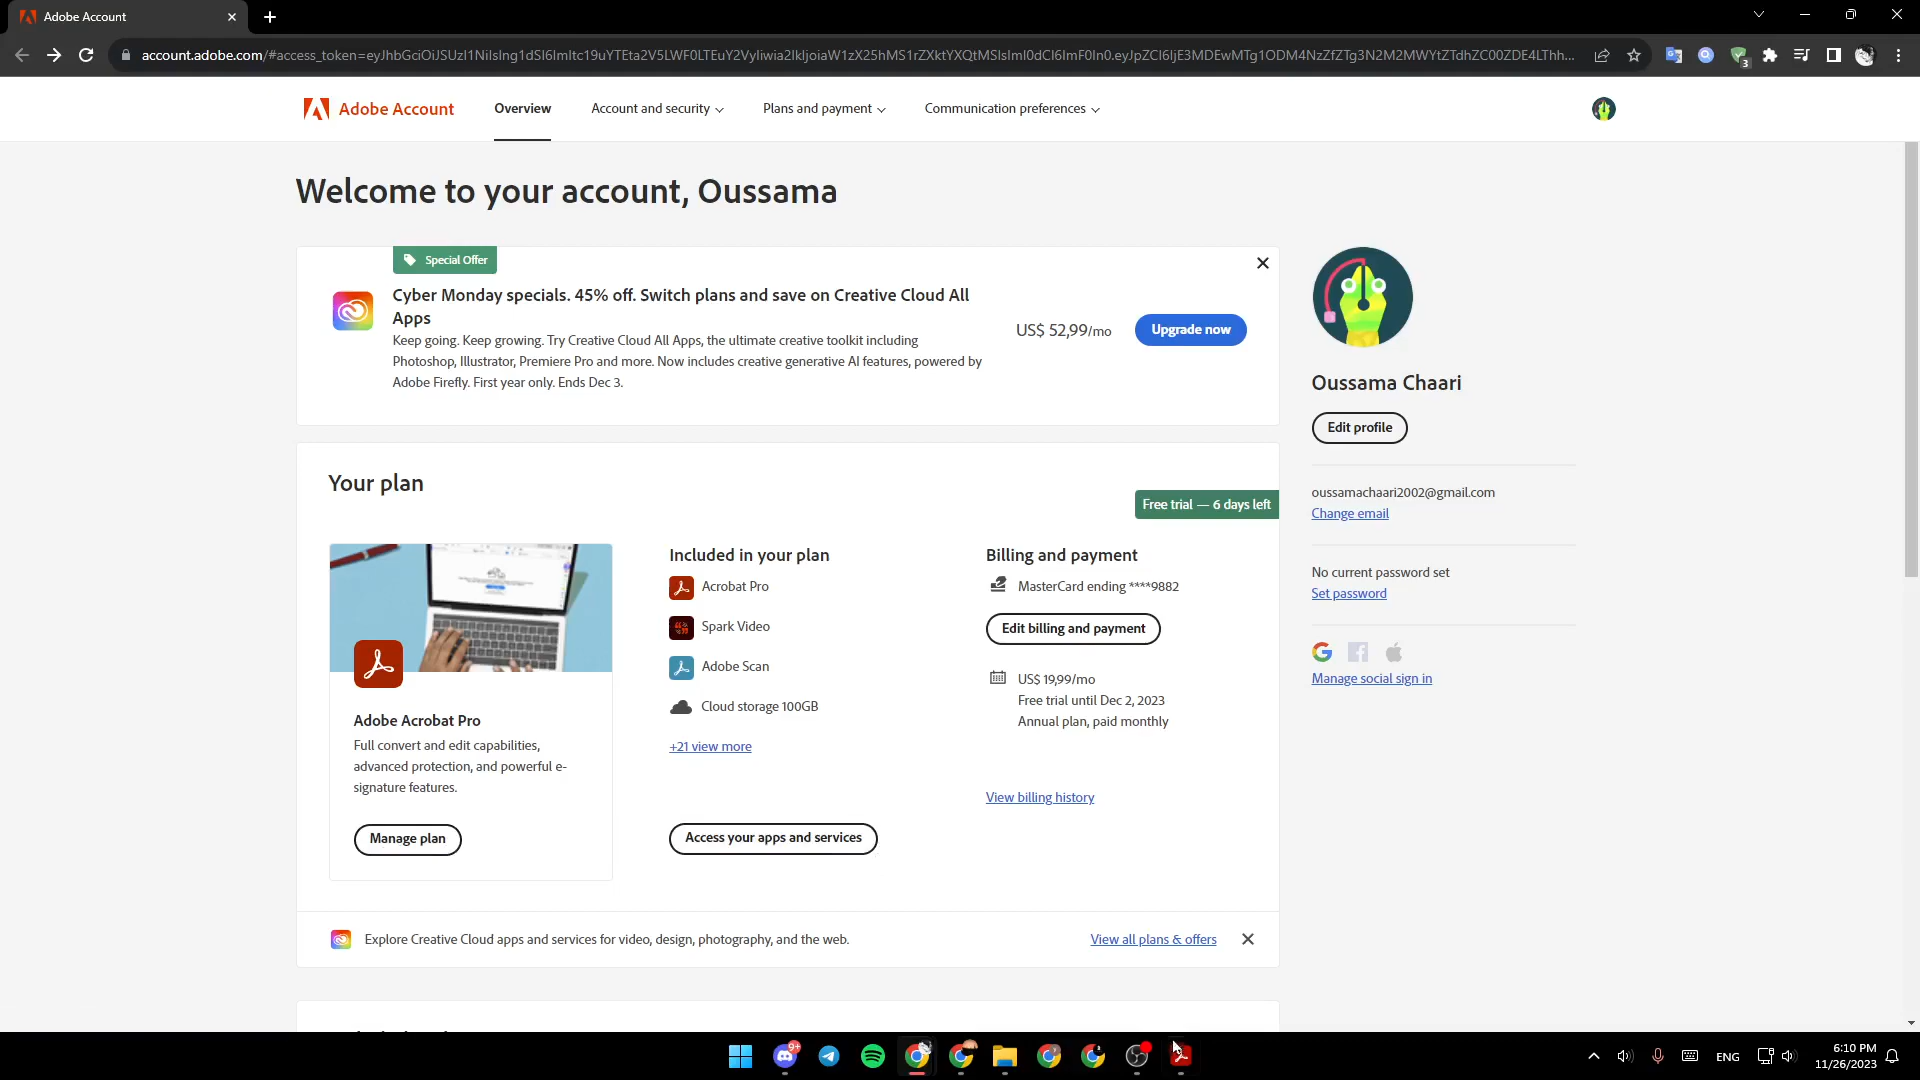 Adobe Account
account.adobe.com
Adobe Account
Overview
Account and security
Plans and payment
Communication preferences
Welcome to your account, Oussama
Special Offer
Cyber Monday specials. 45% off. Switch plans and save on Creative Cloud All
Apps
Keep going. Keep growing. Try Creative Cloud All Apps, the ultimate creative toolkit including
Photoshop, Illustrator, Premiere Pro and more. Now includes creative generative AI features, powered by
Adobe Firefly. First year only. Ends Dec 3.
US$ 52,99/mo
Upgrade now
Oussama Chaari
Edit profile
oussamachaari2002@gmail.com
Change email
No current password set
Set password
Manage social sign in
Your plan
Free trial — 6 days left
Adobe Acrobat Pro
Full convert and edit capabilities,
advanced protection, and powerful e-
signature features.
Manage plan
Included in your plan
Acrobat Pro
Spark Video
Adobe Scan
Cloud storage 100GB
+21 view more
Access your apps and services
Billing and payment
MasterCard ending ****9882
Edit billing and payment
US$ 19,99/mo
Free trial until Dec 2, 2023
Annual plan, paid monthly
View billing history
Explore Creative Cloud apps and services for video, design, photography, and the web.
View all plans & offers
ENG
6:10 PM
11/26/2023